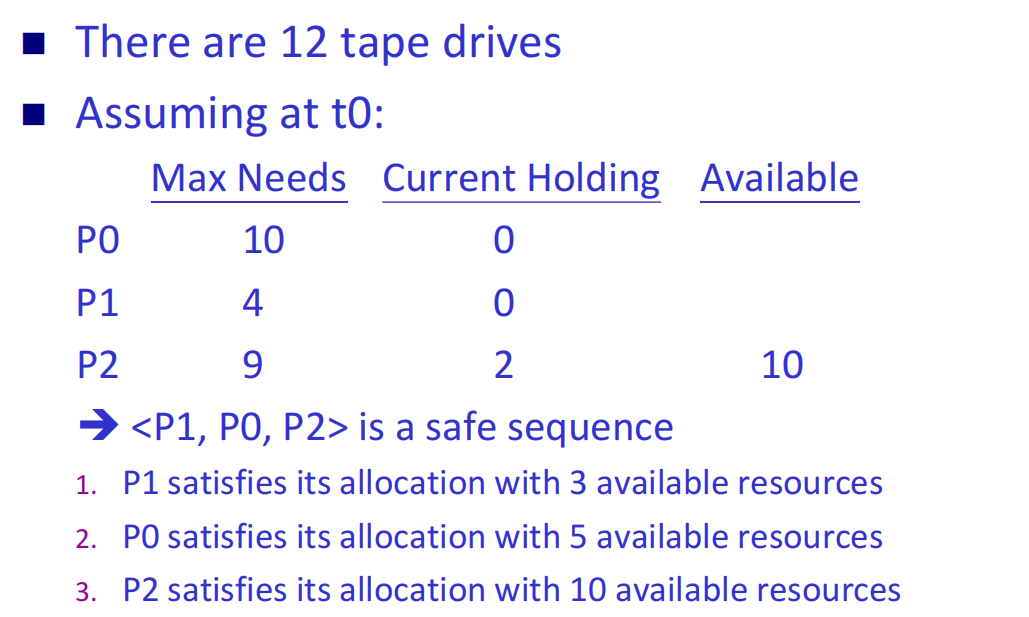 ■ There are 12 tape drives
■ Assuming at t0:
Max Needs Current Holding Available
P0 10 0
P1 4 0
P2 9 2 10
➔ <P1, P0, P2> is a safe sequence
1. P1 satisfies its allocation with 3 available resources
2. P0 satisfies its allocation with 5 available resources
3. P2 satisfies its allocation with 10 available resources